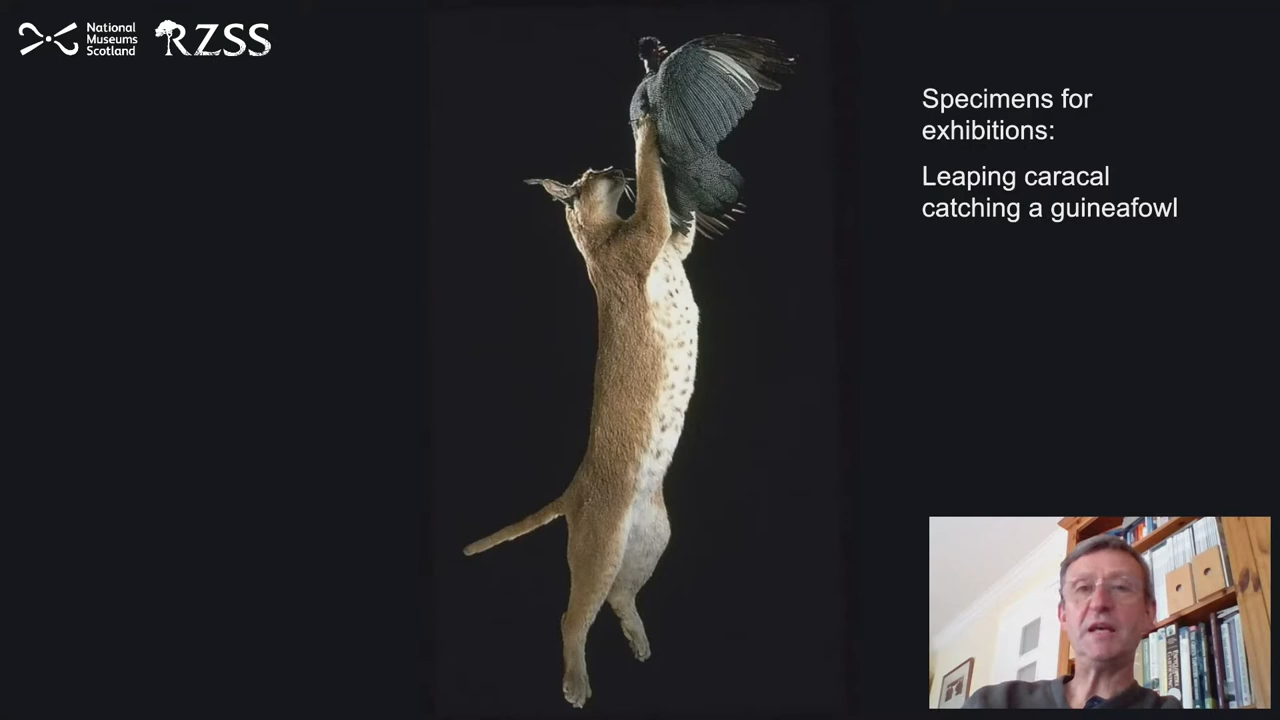 National
Museums
Scotland
RZSS
Specimens for
exhibitions:
Leaping caracal
catching a guineafowl